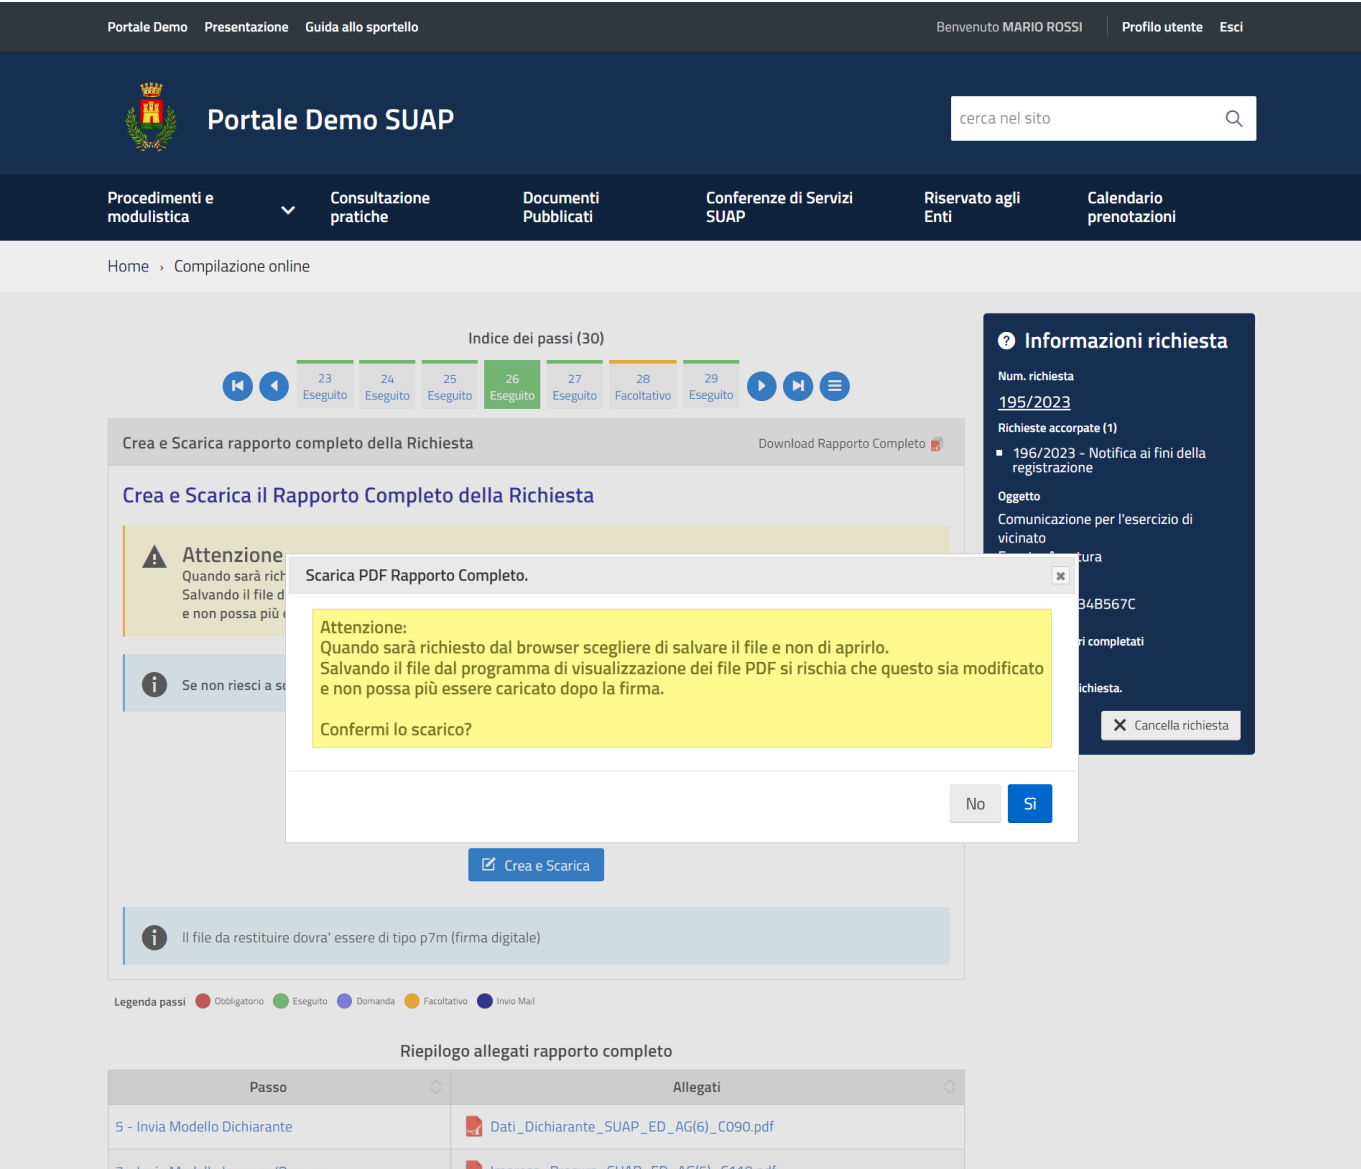 Portale Demo Presentazione Guida allo sportello
Benvenuto MARIO ROSSI Profilo utente Esci
Portale Demo SUAP
cerca nel sito
Procedimenti e modulistica
Consultazione pratiche
Documenti Pubblicati
Conferenze di Servizi SUAP
Riservato agli Enti
Calendario prenotazioni
Home › Compilazione online
Indice dei passi (30)
23 Eseguito
24 Eseguito
25 Eseguito
26 Eseguito
27 Eseguito
28 Facoltativo
29 Eseguito
Crea e Scarica rapporto completo della Richiesta
Download Rapporto Completo
Crea e Scarica il Rapporto Completo della Richiesta
Attenzione
Quando sarà rich
Salvando il file d
e non possa più
Se non riesci a
Scarica PDF Rapporto Completo.
Attenzione:
Quando sarà richiesto dal browser scegliere di salvare il file e non di aprirlo.
Salvando il file dal programma di visualizzazione dei file PDF si rischia che questo sia modificato
e non possa più essere caricato dopo la firma.
Confermi lo scarico?
No Sì
Crea e Scarica
Il file da restituire dovra' essere di tipo p7m (firma digitale)
Legenda passi Obbligatorio Eseguito Domanda Facoltativo Invio Mail
Informazioni richiesta
Num. richiesta
195/2023
Richieste accorpate (1)
196/2023 - Notifica ai fini della
registrazione
Oggetto
Comunicazione per l'esercizio di
vicinato
tura
34B567C
ri completati
ichiesta.
Cancella richiesta
Riepilogo allegati rapporto completo
Passo Allegati
5 - Invia Modello Dichiarante Dati_Dichiarante_SUAP_ED_AG(6)_C090.pdf